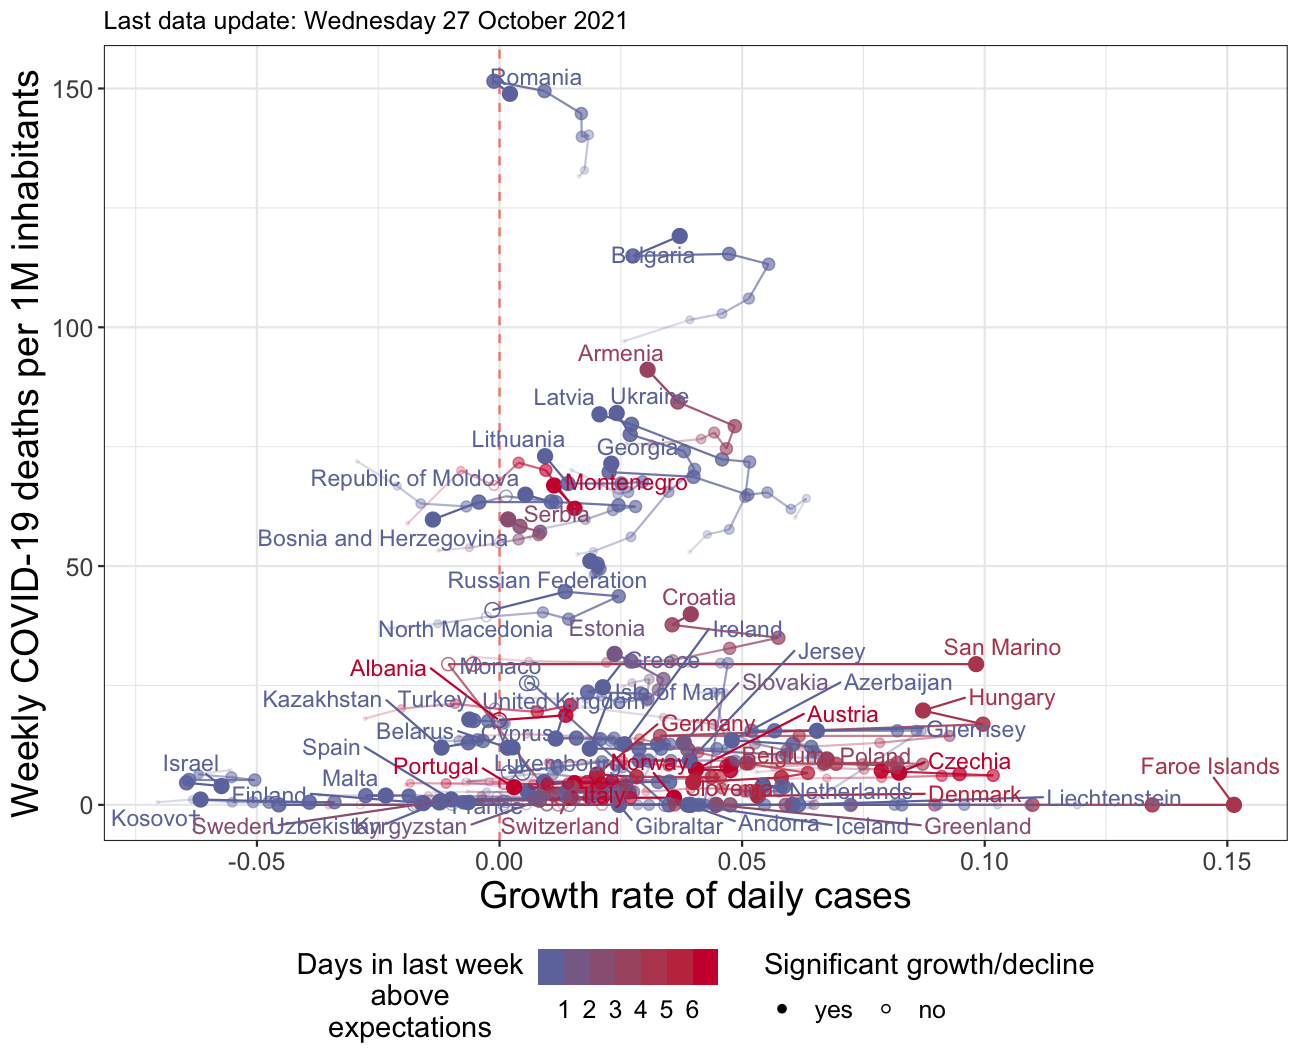 Last data update: Wednesday 27 October 2021
Weekly COVID-19 deaths per 1M inhabitants
150
100
50
0
Romania
Bulgaria
Armenia
Latvia
Ukraine
Lithuania
Georgia
Republic of Moldova
Montenegro
Serbia
Bosnia and Herzegovina
Russian Federation
Croatia
North Macedonia
Estonia
Ireland
San Marino
Albania
Monaco
Greece
Jersey
Kazakhstan
Turkey
United Kingdom
Isle of Man
Slovakia
Azerbaijan
Hungary
Belarus
Cyprus
Germany
Austria
Guernsey
Spain
Israel
Portugal
Luxembourg
Norway
Belgium
Poland
Czechia
Faroe Islands
Malta
Finland
Italy
Slovenia
Netherlands
Denmark
Liechtenstein
Kosovo
Sweden
Uzbekistan
Kyrgyzstan
France
Switzerland
Gibraltar
Andorra
Iceland
Greenland
-0.05
0.00
0.05
0.10
0.15
Growth rate of daily cases
Days in last week
above
expectations
1 2 3 4 5 6
Significant growth/decline
yes
no